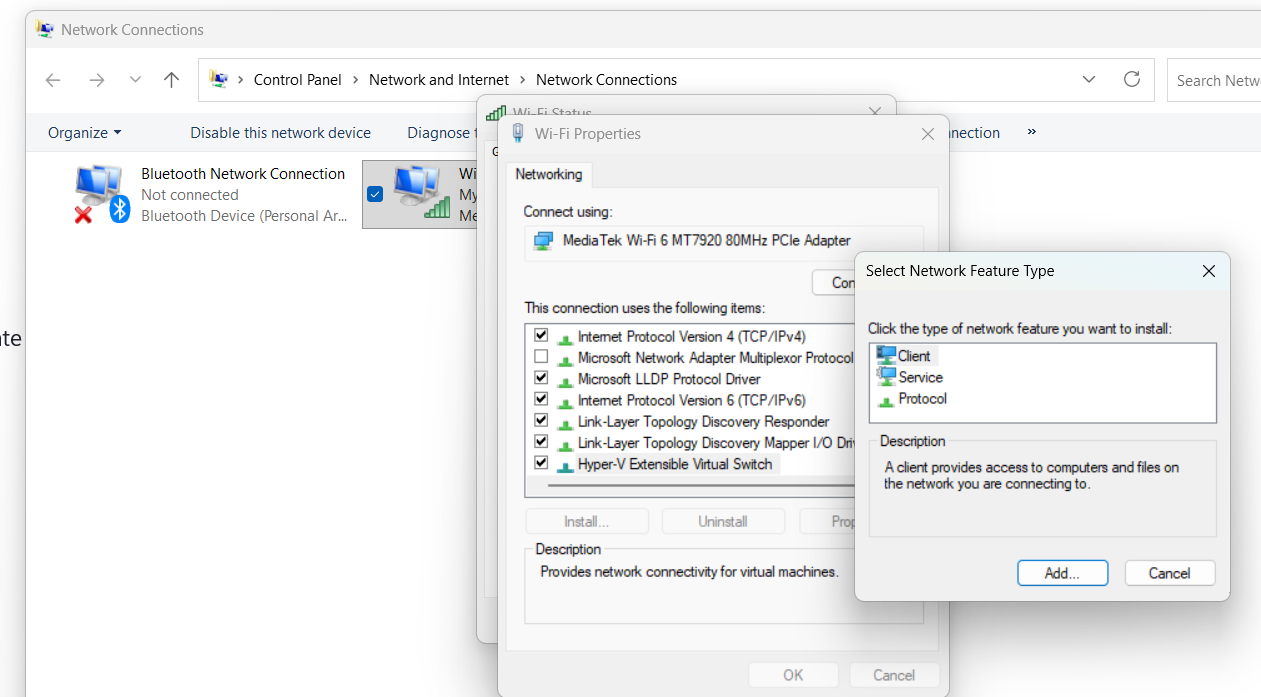 Network Connections
Control Panel > Network and Internet > Network Connections
Search Netw
Organize
Disable this network device
Diagnose t
nnection
»
Bluetooth Network Connection
Not connected
Bluetooth Device (Personal Ar...
Wi
My
Me
ate
Wi-Fi Status
G
Wi-Fi Properties
Networking
Connect using:
MediaTek Wi-Fi 6 MT7920 80MHz PCIe Adapter
Con
This connection uses the following items:
Internet Protocol Version 4 (TCP/IPv4)
Microsoft Network Adapter Multiplexor Protocol
Microsoft LLDP Protocol Driver
Internet Protocol Version 6 (TCP/IPv6)
Link-Layer Topology Discovery Responder
Link-Layer Topology Discovery Mapper I/O Driv
Hyper-V Extensible Virtual Switch
Install...
Uninstall
Prop
Description
Provides network connectivity for virtual machines.
OK
Cancel
Select Network Feature Type
Click the type of network feature you want to install:
Client
Service
Protocol
Description
A client provides access to computers and files on
the network you are connecting to.
Add...
Cancel